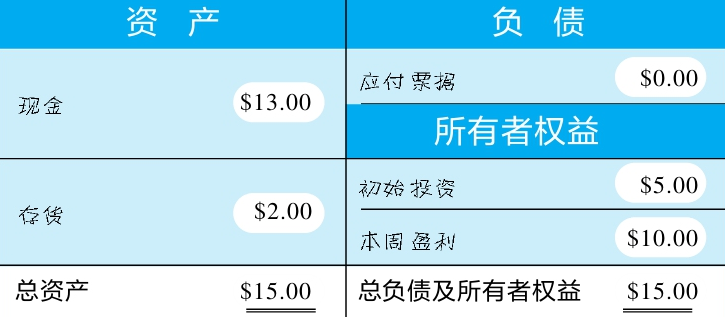 资 产
负 债
现金
$13.00
应付票据
$0.00
所有者权益
存货
$2.00
初始投资
$5.00
本周盈利
$10.00
总资产
$15.00
总负债及所有者权益
$15.00